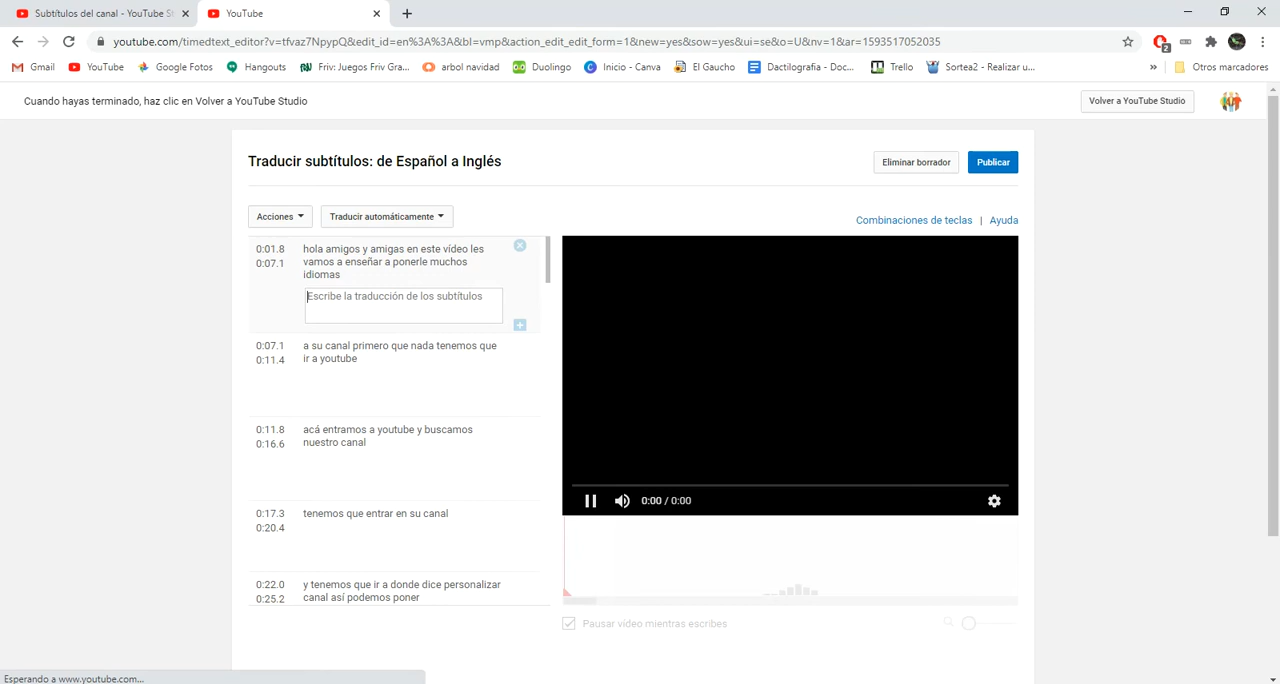 Subtítulos del canal - YouTube St
YouTube
youtube.com/timedtext_editor?v=tfvaz7NpypQ&edit_id=en%3A%3A&bl=vmp&action_edit_edit_form=1&new=yes&sow=yes&ui=se&o=U&nv=1&ar=1593517052035
2
Gmail
YouTube
Google Fotos
Hangouts
Friv: Juegos Friv Gra...
arbol navidad
Duolingo
Inicio - Canva
El Gaucho
Dactilografia - Doc...
Trello
Sortea2 - Realizar u...
»
Otros marcadores
Cuando hayas terminado, haz clic en Volver a YouTube Studio
Volver a YouTube Studio
Traducir subtítulos: de Español a Inglés
Eliminar borrador
Publicar
Acciones
Traducir automáticamente
Combinaciones de teclas | Ayuda
0:01.8
0:07.1
hola amigos y amigas en este vídeo les
vamos a enseñar a ponerle muchos
idiomas
Escribe la traducción de los subtítulos
0:07.1
0:11.4
a su canal primero que nada tenemos que
ir a youtube
0:11.8
0:16.6
acá entramos a youtube y buscamos
nuestro canal
0:17.3
0:20.4
tenemos que entrar en su canal
0:22.0
0:25.2
y tenemos que ir a donde dice personalizar
canal así podemos poner
0:00 / 0:00
Pausar vídeo mientras escribes
Esperando a www.youtube.com...